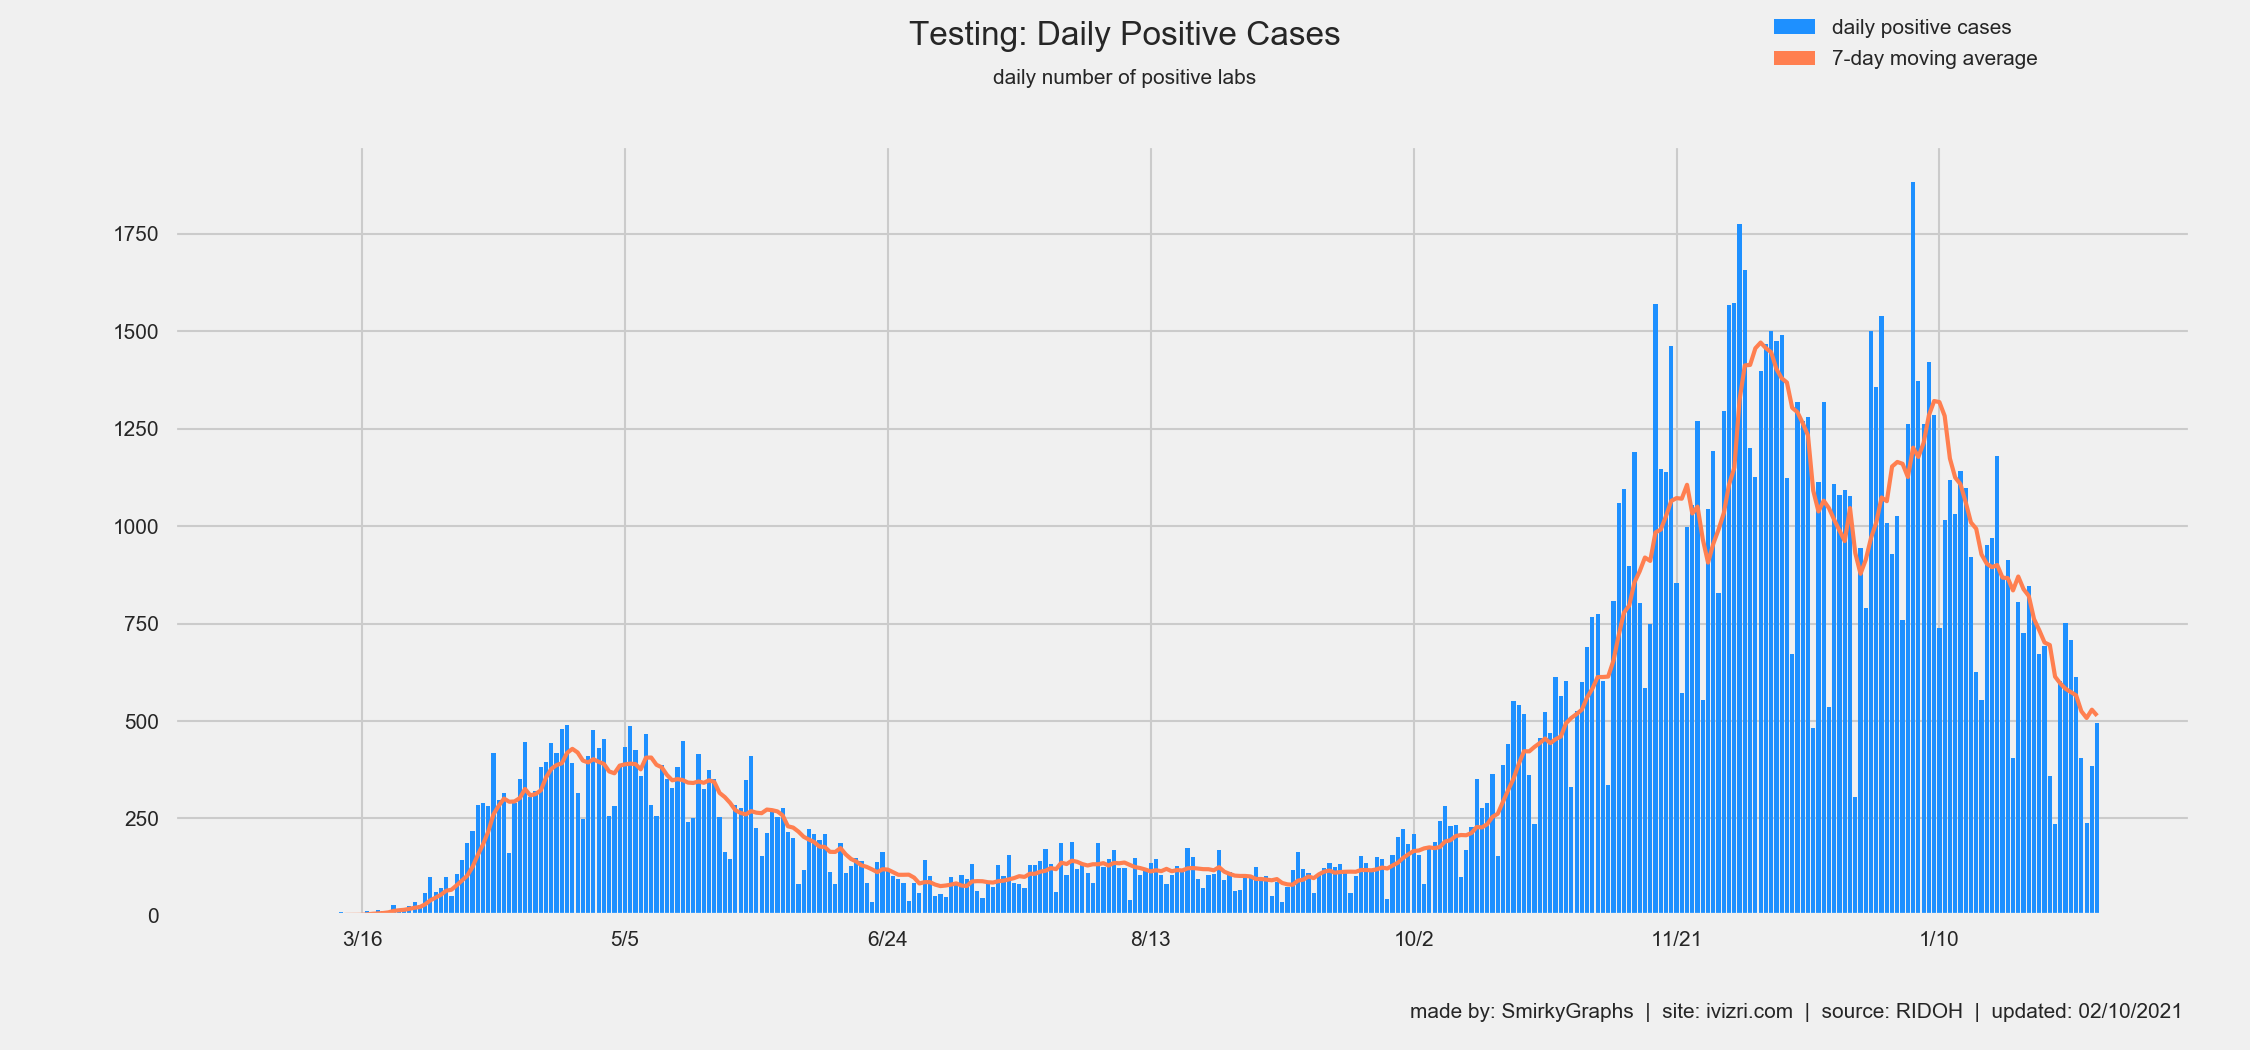 Testing: Daily Positive Cases
daily number of positive labs
daily positive cases
7-day moving average
1750
1500
1250
1000
750
500
250
0
3/16 5/5 6/24 8/13 10/2 11/21 1/10
made by: SmirkyGraphs | site: ivizri.com | source: RIDOH | updated: 02/10/2021